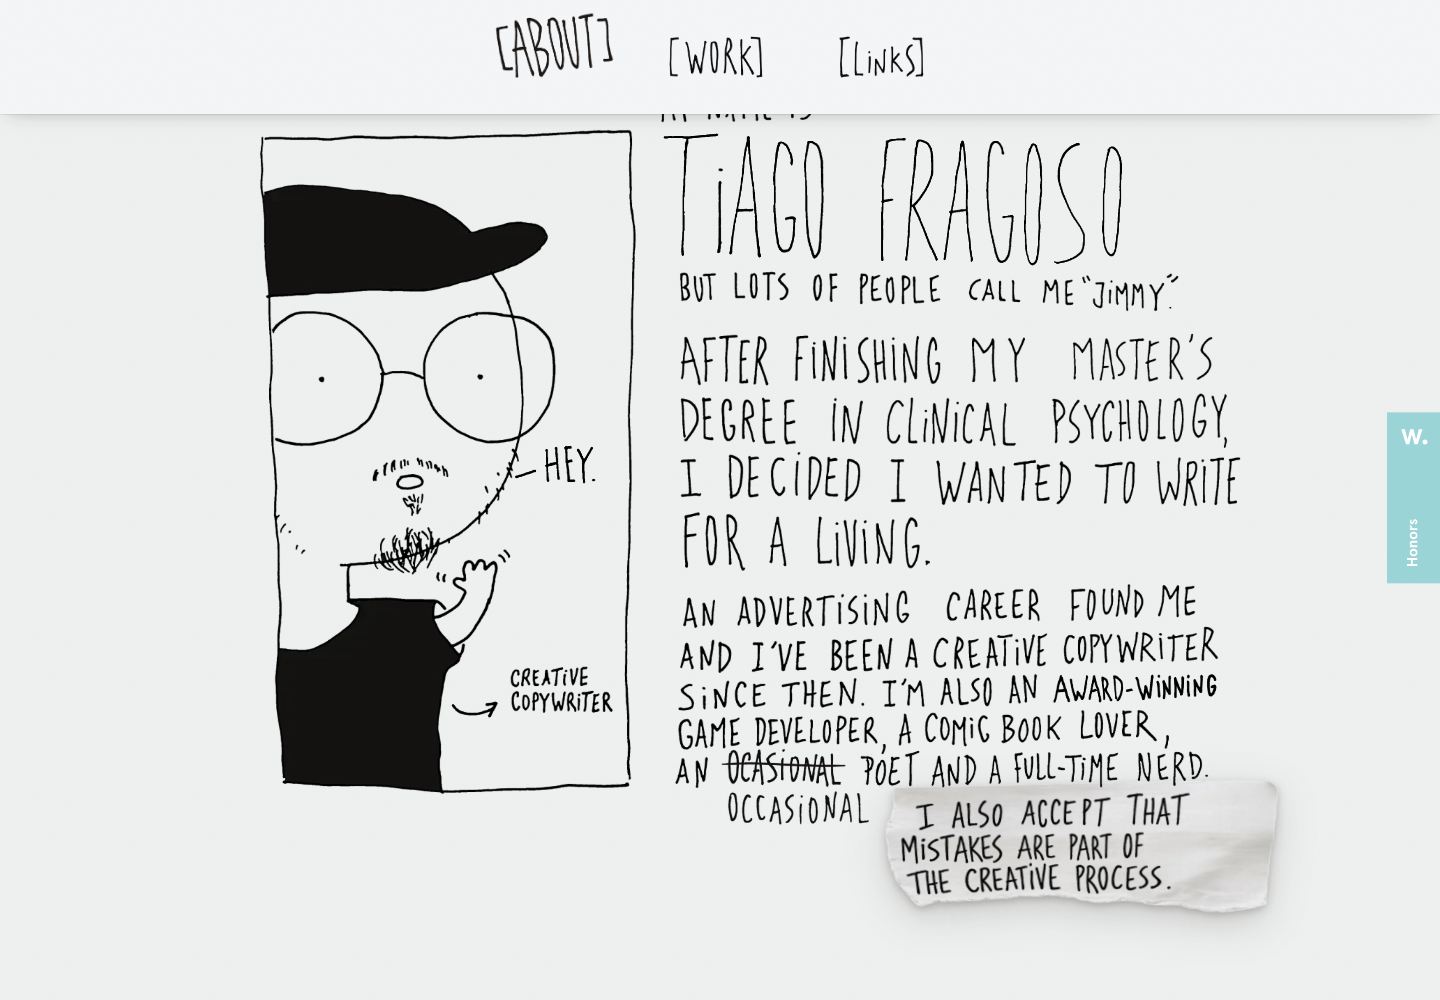 [ABOUT] [WORK] [LiNKS]
MY NAME IS
TiAGO FRAGOSO
BUT LOTS OF PEOPLE CALL ME "JiMMY".
AFTER FiNiSHiNG MY MASTER'S
DEGREE iN CLiNiCAL PSYCHOLOGY,
I DECiDED I WANTED TO WRiTE
FOR A LiViNG.
AN ADVERTiSiNG CAREER FOUND ME
AND I'VE BEEN A CREATiVE COPYWRiTER
SiNCE THEN. I'M ALSO AN AWARD-WiNNiNG
GAME DEVELOPER, A COMiC BOOK LOVER,
AN OCASiONAL POET AND A FULL-TiME NERD.
OCCASiONAL
I ALSO ACCEPT THAT
MiSTAKES ARE PART OF
THE CREATiVE PROCESS.
HEY.
CREATiVE
COPYWRiTER
W.
Honors